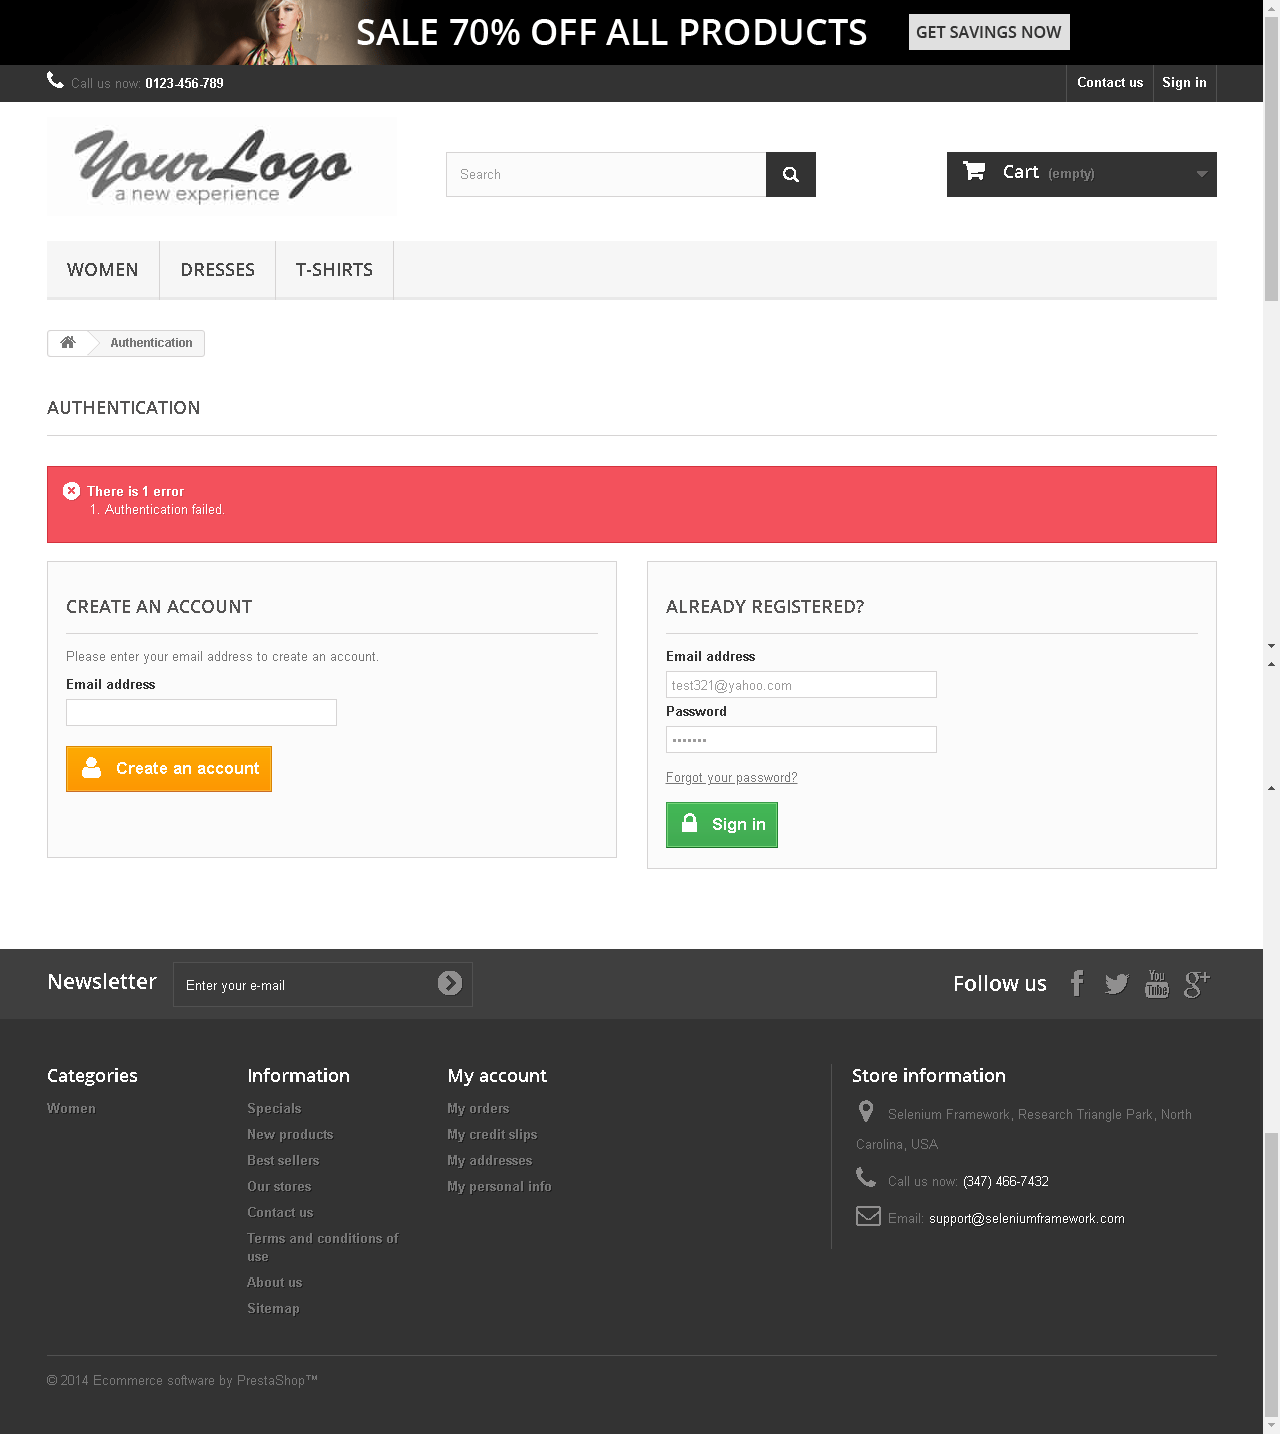 SALE 70% OFF ALL PRODUCTS GET SAVINGS NOW
Call us now: 0123-456-789
Contact us Sign in
YourLogo
a new experience
Search
Cart (empty)
WOMEN DRESSES T-SHIRTS
Authentication
AUTHENTICATION
There is 1 error
1. Authentication failed.
CREATE AN ACCOUNT
Please enter your email address to create an account.
Email address
Create an account
ALREADY REGISTERED?
Email address
test321@yahoo.com
Password
•••••••
Forgot your password?
Sign in
Newsletter
Enter your e-mail
Follow us
You
Tube
g+
Categories
Women
Information
Specials
New products
Best sellers
Our stores
Contact us
Terms and conditions of
use
About us
Sitemap
My account
My orders
My credit slips
My addresses
My personal info
Store information
Selenium Framework, Research Triangle Park, North
Carolina, USA
Call us now: (347) 466-7432
Email: support@seleniumframework.com
© 2014 Ecommerce software by PrestaShop™